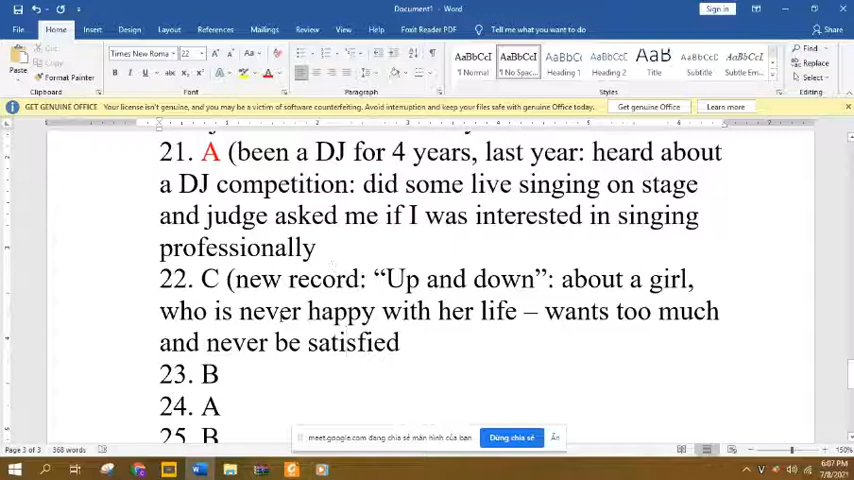 Document1 - Word
Sign in
File Home Insert Design Layout References Mailings Review View Help Foxit Reader PDF Tell me what you want to do Share
Cut
Copy
Format Painter
Paste
Times New Roma 22
AaBbCcI AaBbCcI AaBbCc AaBbCcI AaB AaBbCcD AaBbCcI
¶ Normal ¶ No Spac... Heading 1 Heading 2 Title Subtitle Subtle Em...
Find
Replace
Select
Clipboard Font Paragraph Styles Editing
GET GENUINE OFFICE Your license isn't genuine, and you may be a victim of software counterfeiting. Avoid interruption and keep your files safe with genuine Office today. Get genuine Office Learn more
21. A (been a DJ for 4 years, last year: heard about
a DJ competition: did some live singing on stage
and judge asked me if I was interested in singing
professionally
22. C (new record: “Up and down”: about a girl,
who is never happy with her life – wants too much
and never be satisfied
23. B
24. A
25. B
meet.google.com đang chia sẻ màn hình của bạn. Dừng chia sẻ Ẩn
Page 3 of 3 368 words 150%
6:07 PM
7/8/2021